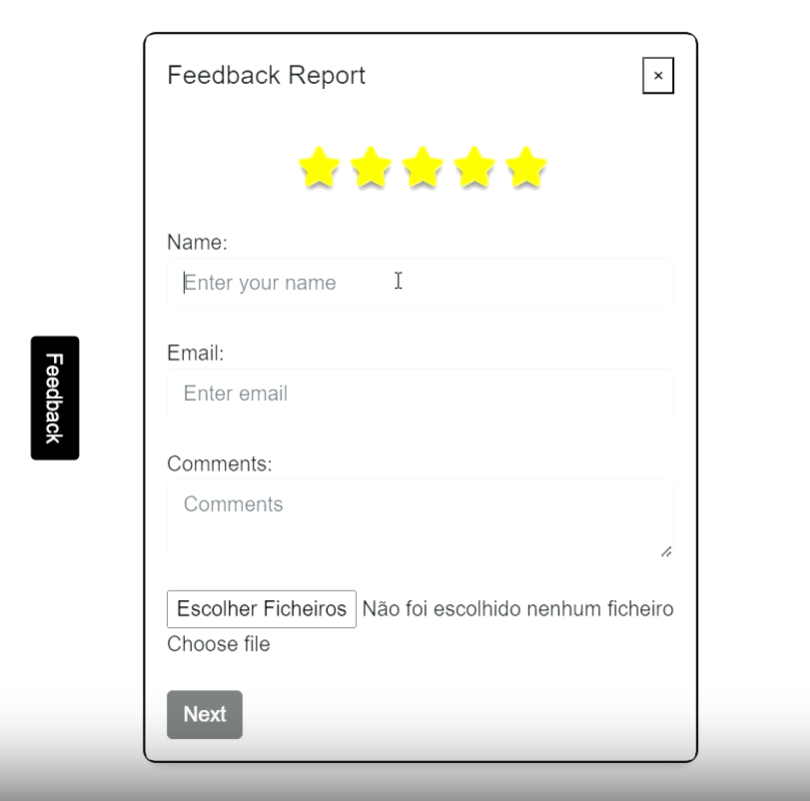 Feedback Report
×
Name:
Enter your name
Email:
Enter email
Comments:
Comments
Escolher Ficheiros Não foi escolhido nenhum ficheiro
Choose file
Next
Feedback